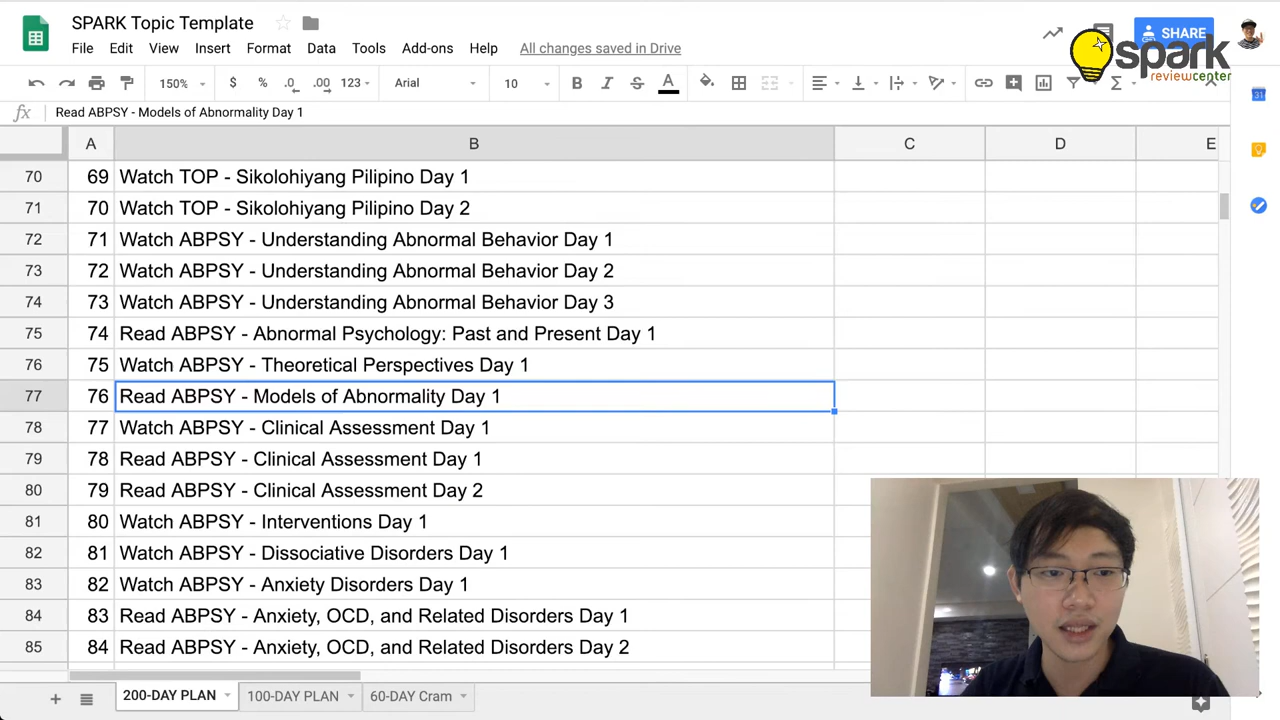 SPARK Topic Template
File Edit View Insert Format Data Tools Add-ons Help All changes saved in Drive
SHARE
spark
reviewcenter
150% $ % .0 .00 123 Arial 10 B I S A
fx Read ABPSY - Models of Abnormality Day 1
A B C D E
70 69 Watch TOP - Sikolohiyang Pilipino Day 1
71 70 Watch TOP - Sikolohiyang Pilipino Day 2
72 71 Watch ABPSY - Understanding Abnormal Behavior Day 1
73 72 Watch ABPSY - Understanding Abnormal Behavior Day 2
74 73 Watch ABPSY - Understanding Abnormal Behavior Day 3
75 74 Read ABPSY - Abnormal Psychology: Past and Present Day 1
76 75 Watch ABPSY - Theoretical Perspectives Day 1
77 76 Read ABPSY - Models of Abnormality Day 1
78 77 Watch ABPSY - Clinical Assessment Day 1
79 78 Read ABPSY - Clinical Assessment Day 1
80 79 Read ABPSY - Clinical Assessment Day 2
81 80 Watch ABPSY - Interventions Day 1
82 81 Watch ABPSY - Dissociative Disorders Day 1
83 82 Watch ABPSY - Anxiety Disorders Day 1
84 83 Read ABPSY - Anxiety, OCD, and Related Disorders Day 1
85 84 Read ABPSY - Anxiety, OCD, and Related Disorders Day 2
200-DAY PLAN 100-DAY PLAN 60-DAY Cram
31